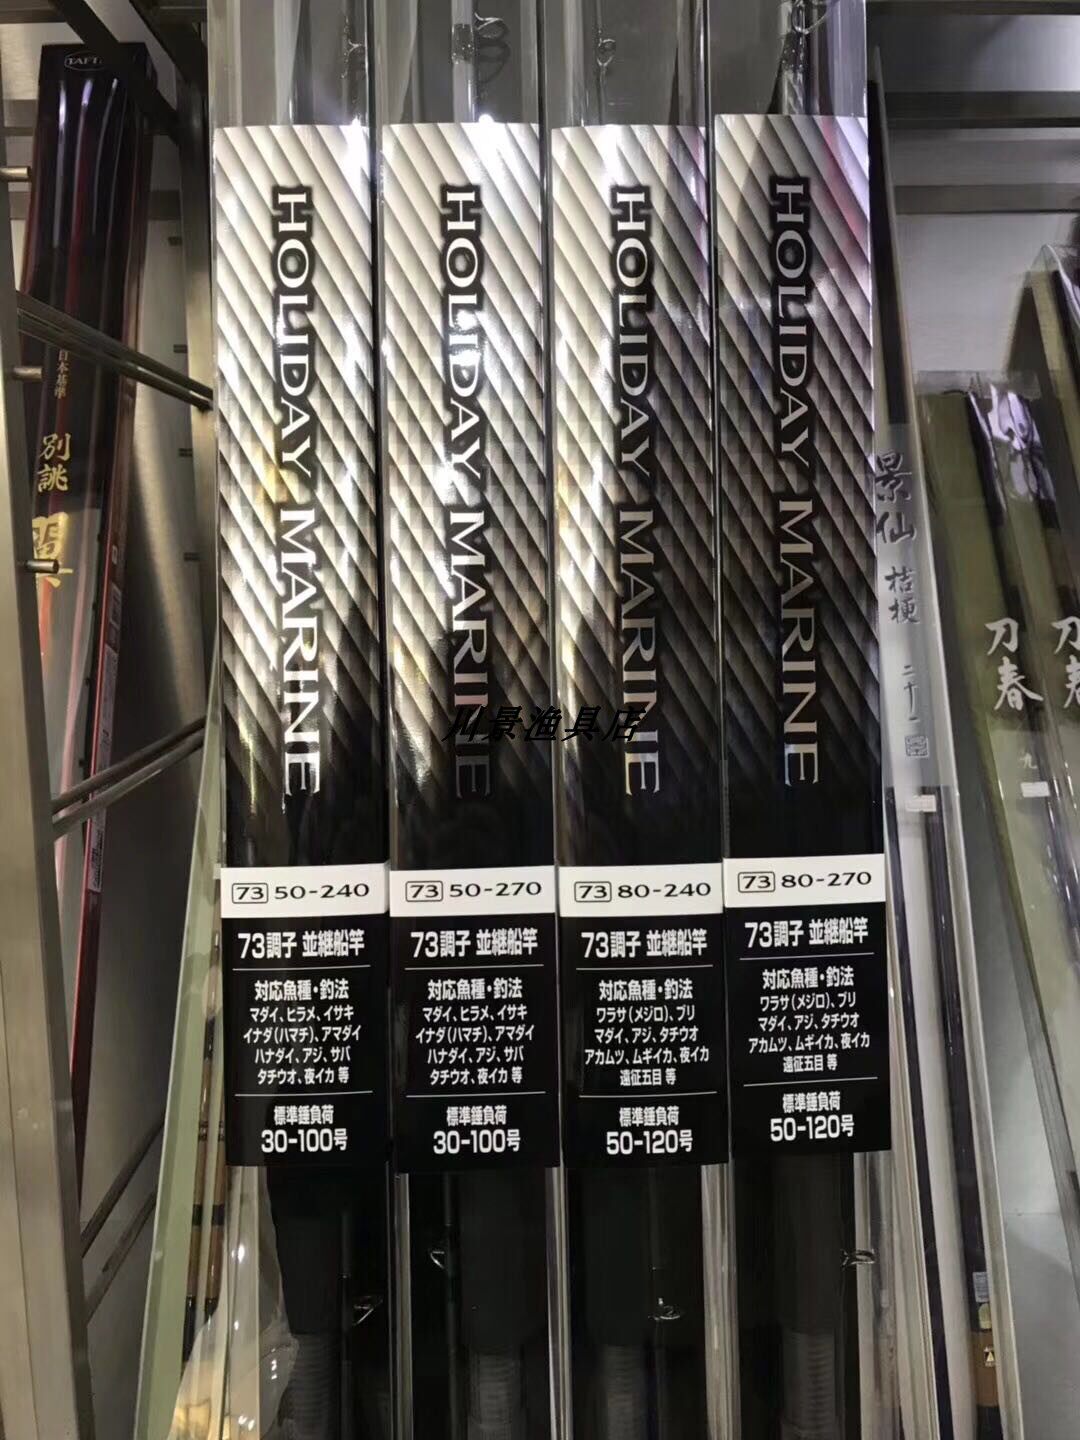 TAFT
日本基準
別誂
翼
HOLIDAY MARINE
73 50-240
73調子 並継船竿
対応魚種・釣法
マダイ、ヒラメ、イサキ
イナダ(ハマチ)、アマダイ
ハナダイ、アジ、サバ
タチウオ、夜イカ 等
標準錘負荷
30-100号
HOLIDAY MARINE
73 50-270
73調子 並継船竿
対応魚種・釣法
マダイ、ヒラメ、イサキ
イナダ(ハマチ)、アマダイ
ハナダイ、アジ、サバ
タチウオ、夜イカ 等
標準錘負荷
30-100号
HOLIDAY MARINE
73 80-240
73調子 並継船竿
対応魚種・釣法
ワラサ(メジロ)、ブリ
マダイ、アジ、タチウオ
アカムツ、ムギイカ、夜イカ
遠征五目 等
標準錘負荷
50-120号
HOLIDAY MARINE
73 80-270
73調子 並継船竿
対応魚種・釣法
ワラサ(メジロ)、ブリ
マダイ、アジ、タチウオ
アカムツ、ムギイカ、夜イカ
遠征五目 等
標準錘負荷
50-120号
川景渔具店
景仙 桔梗 二十一
刀春
九
刀春